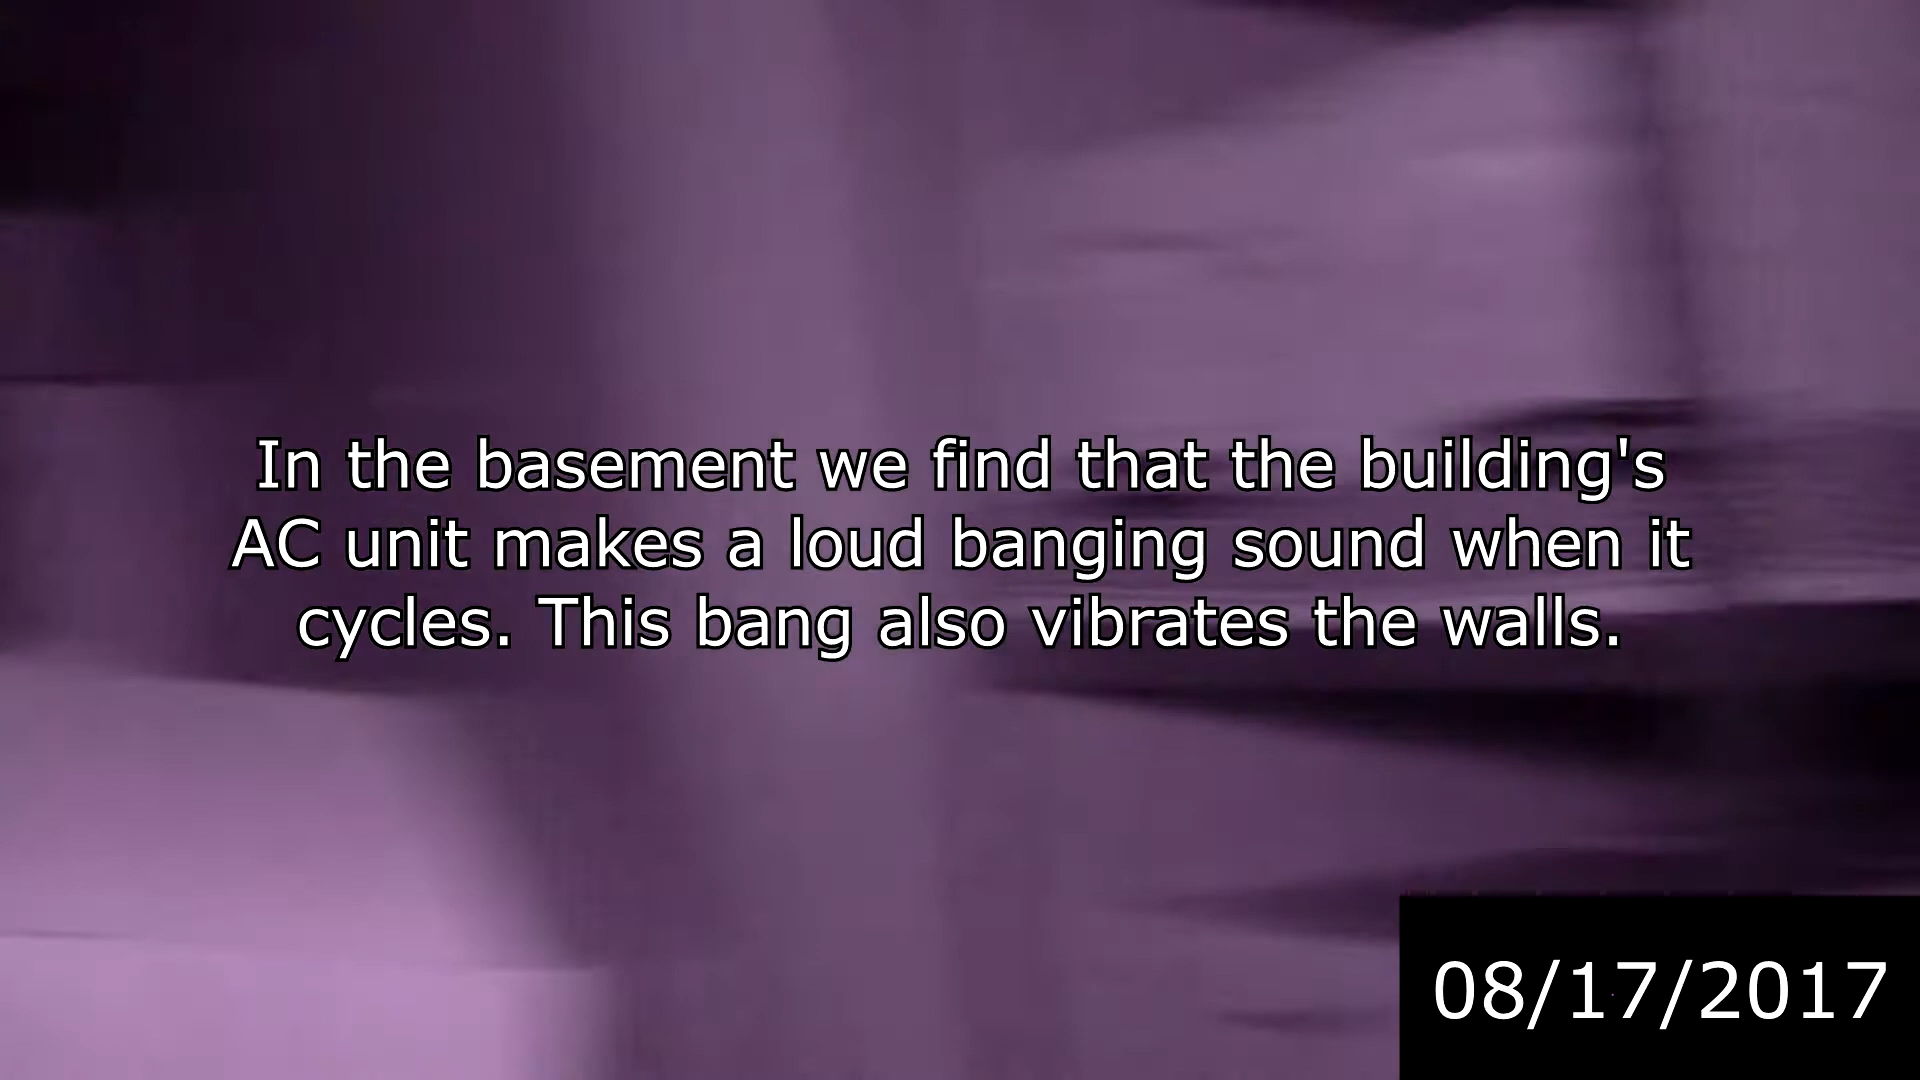 In the basement we find that the building's
AC unit makes a loud banging sound when it
cycles. This bang also vibrates the walls.
08/17/2017